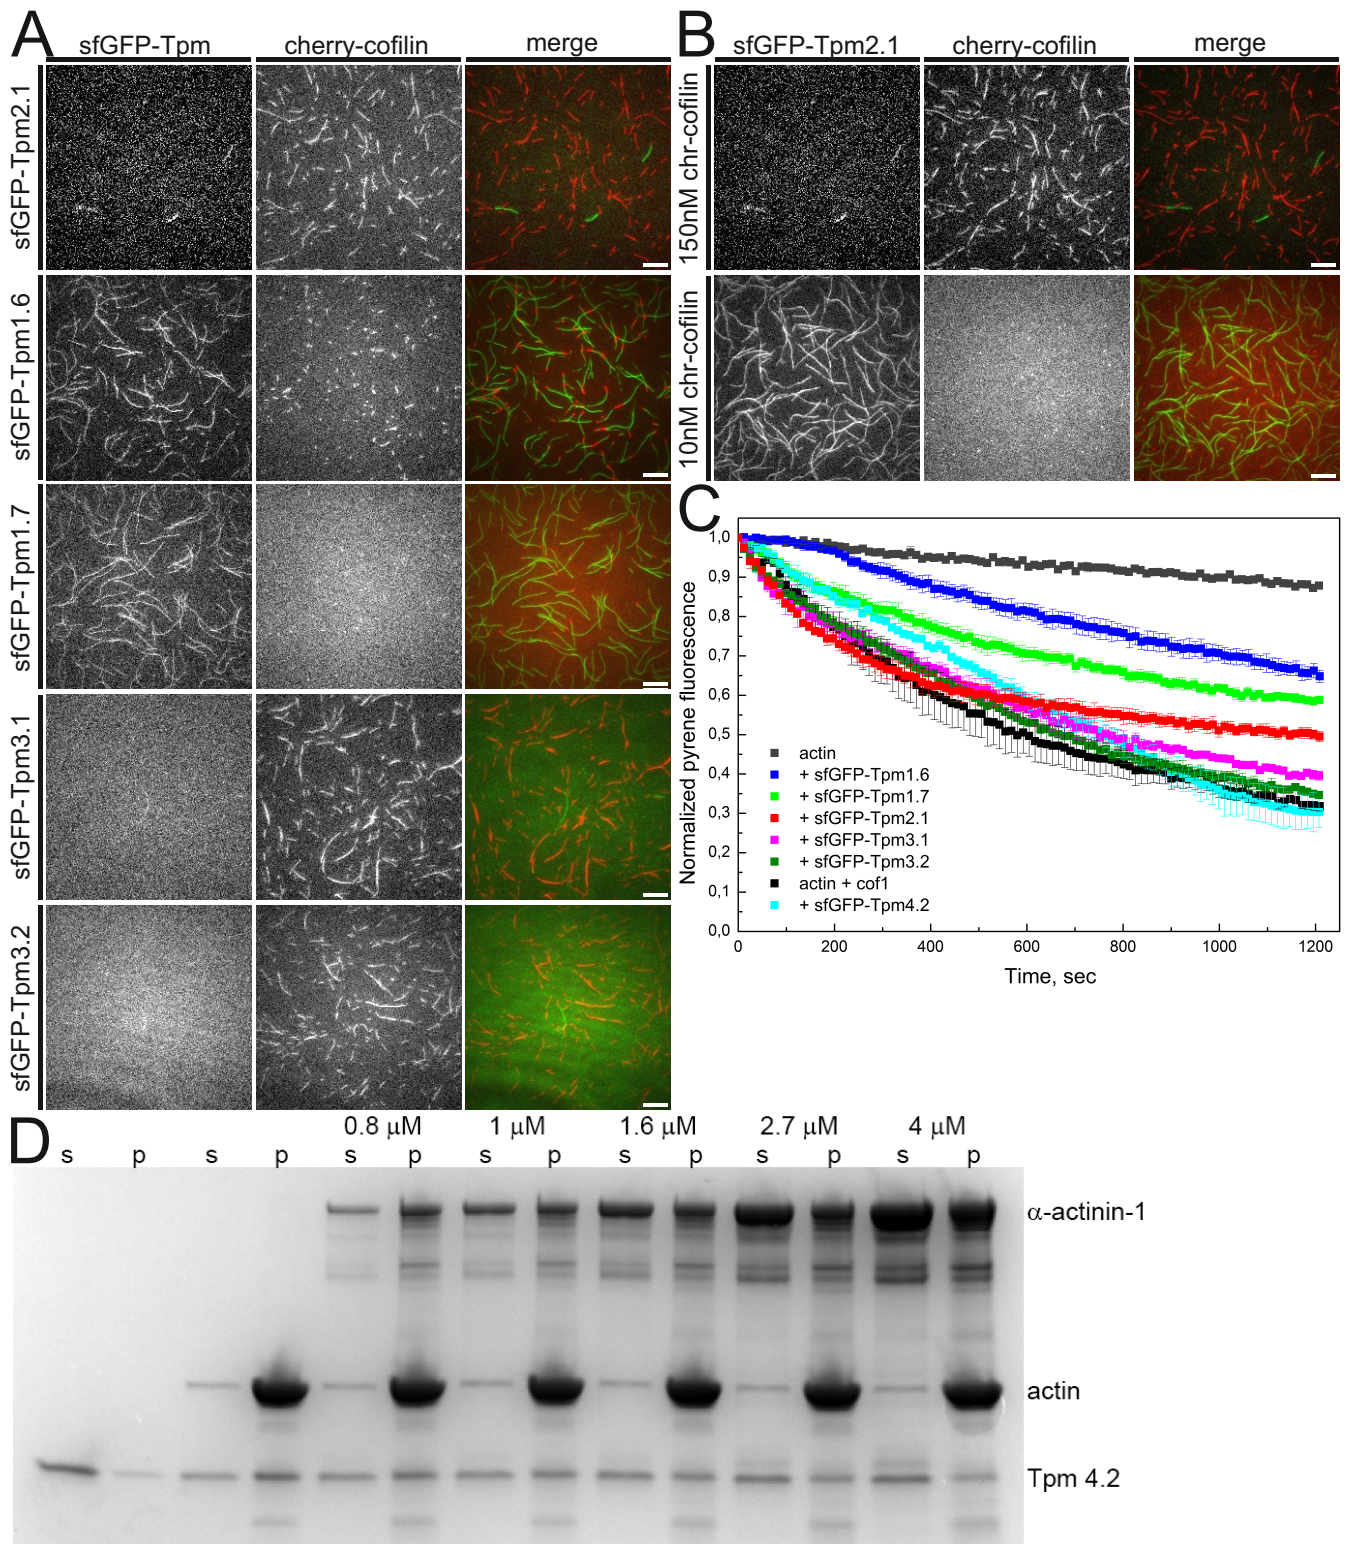 A
sfGFP-Tpm cherry-cofilin merge
sfGFP-Tpm2.1
sfGFP-Tpm1.6
sfGFP-Tpm1.7
sfGFP-Tpm3.1
sfGFP-Tpm3.2
B
sfGFP-Tpm2.1 cherry-cofilin merge
150nM chr-cofilin
10nM chr-cofilin
C
Normalized pyrene fluorescence
1,0
0,9
0,8
0,7
0,6
0,5
0,4
0,3
0,2
0,1
0,0
actin
+ sfGFP-Tpm1.6
+ sfGFP-Tpm1.7
+ sfGFP-Tpm2.1
+ sfGFP-Tpm3.1
+ sfGFP-Tpm3.2
actin + cof1
+ sfGFP-Tpm4.2
0 200 400 600 800 1000 1200
Time, sec
D
0.8 μM 1 μM 1.6 μM 2.7 μM 4 μM
s p s p s p s p s p s p s p
α-actinin-1
actin
Tpm 4.2